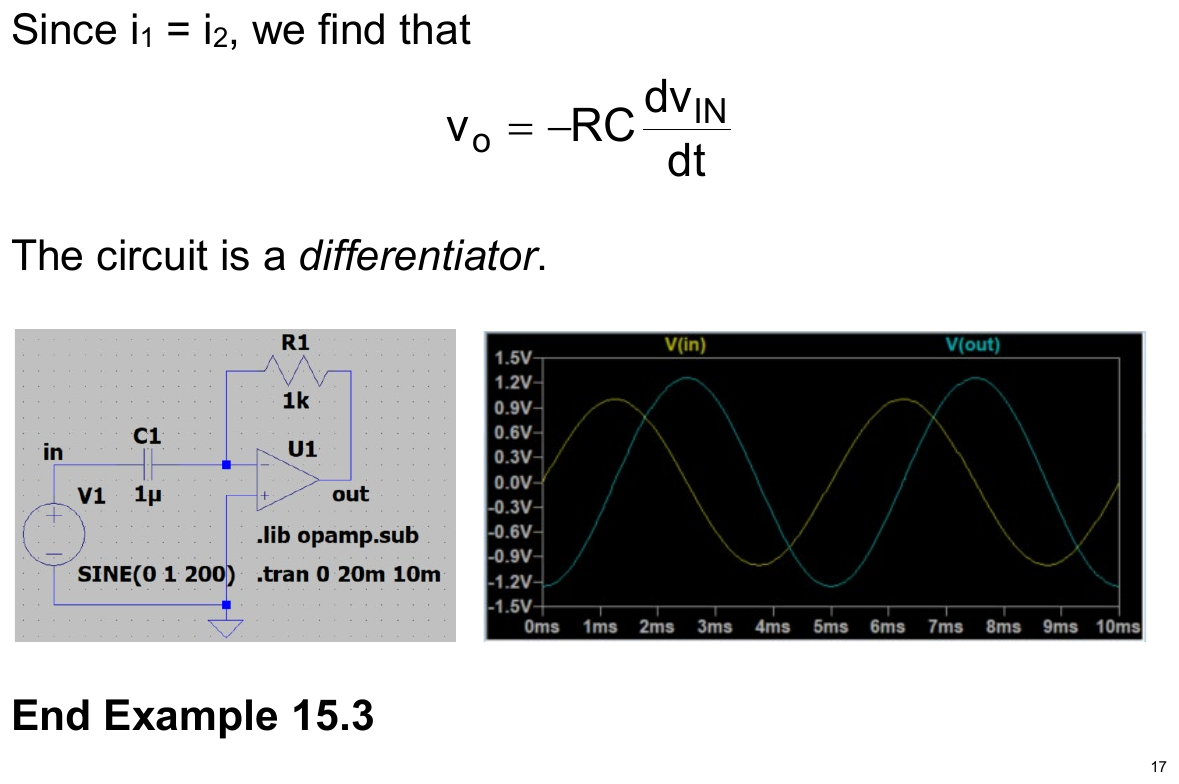 Since i₁ = i₂, we find that
vₒ = –RC dv_IN/dt
The circuit is a differentiator.
R1
1k
C1
in
U1
V1
1µ
out
.lib opamp.sub
SINE(0 1 200)
.tran 0 20m 10m
V(in)
V(out)
1.5V
1.2V
0.9V
0.6V
0.3V
0.0V
-0.3V
-0.6V
-0.9V
-1.2V
-1.5V
0ms 1ms 2ms 3ms 4ms 5ms 6ms 7ms 8ms 9ms 10ms
End Example 15.3
17